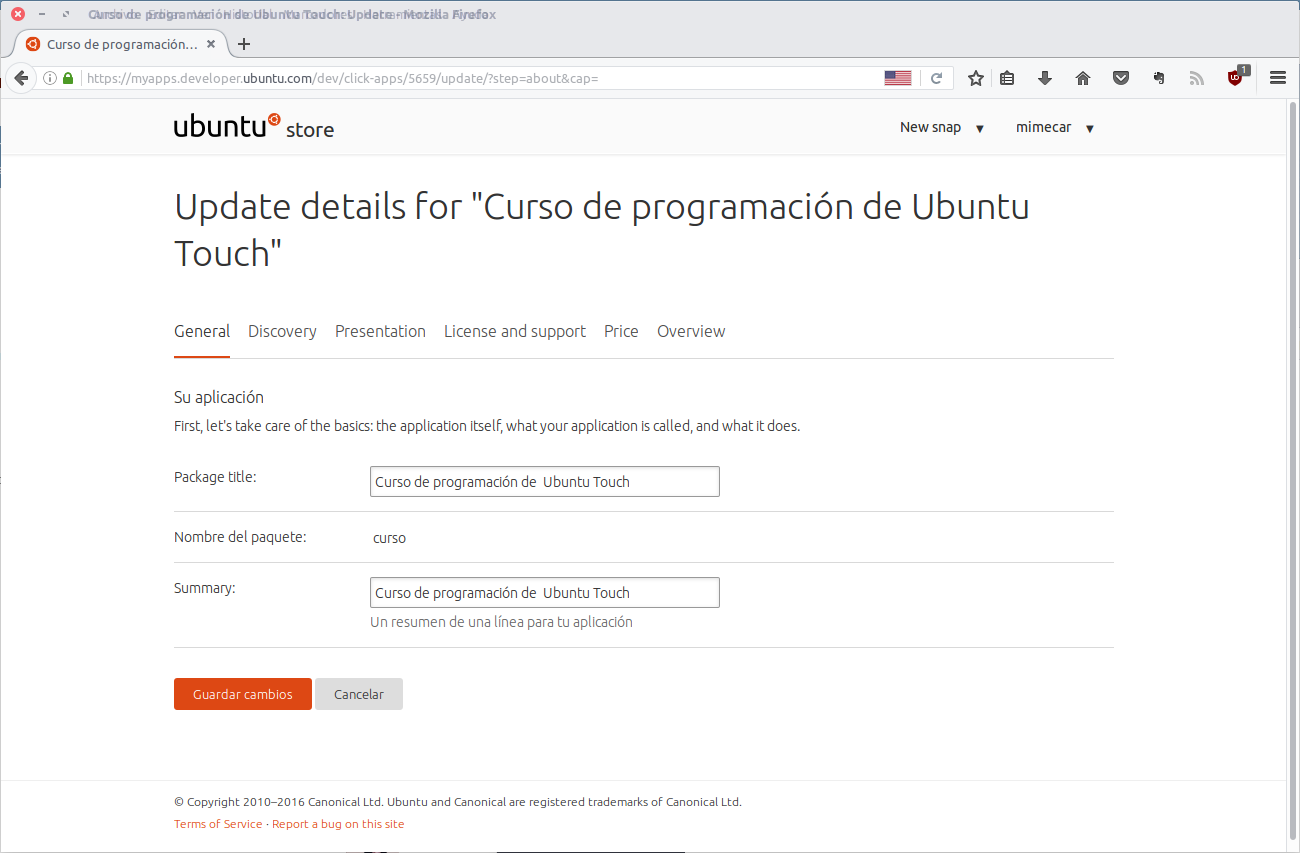 Curso de programación de Ubuntu Touch: Update - Mozilla Firefox
Curso de programación...
https://myapps.developer.ubuntu.com/dev/click-apps/5659/update/?step=about&cap=
1
ubuntu store
New snap ▼ mimecar ▼
Update details for "Curso de programación de Ubuntu
Touch"
General Discovery Presentation License and support Price Overview
Su aplicación
First, let's take care of the basics: the application itself, what your application is called, and what it does.
Package title: Curso de programación de  Ubuntu Touch
Nombre del paquete: curso
Summary: Curso de programación de  Ubuntu Touch
Un resumen de una línea para tu aplicación
Guardar cambios Cancelar
© Copyright 2010–2016 Canonical Ltd. Ubuntu and Canonical are registered trademarks of Canonical Ltd.
Terms of Service · Report a bug on this site